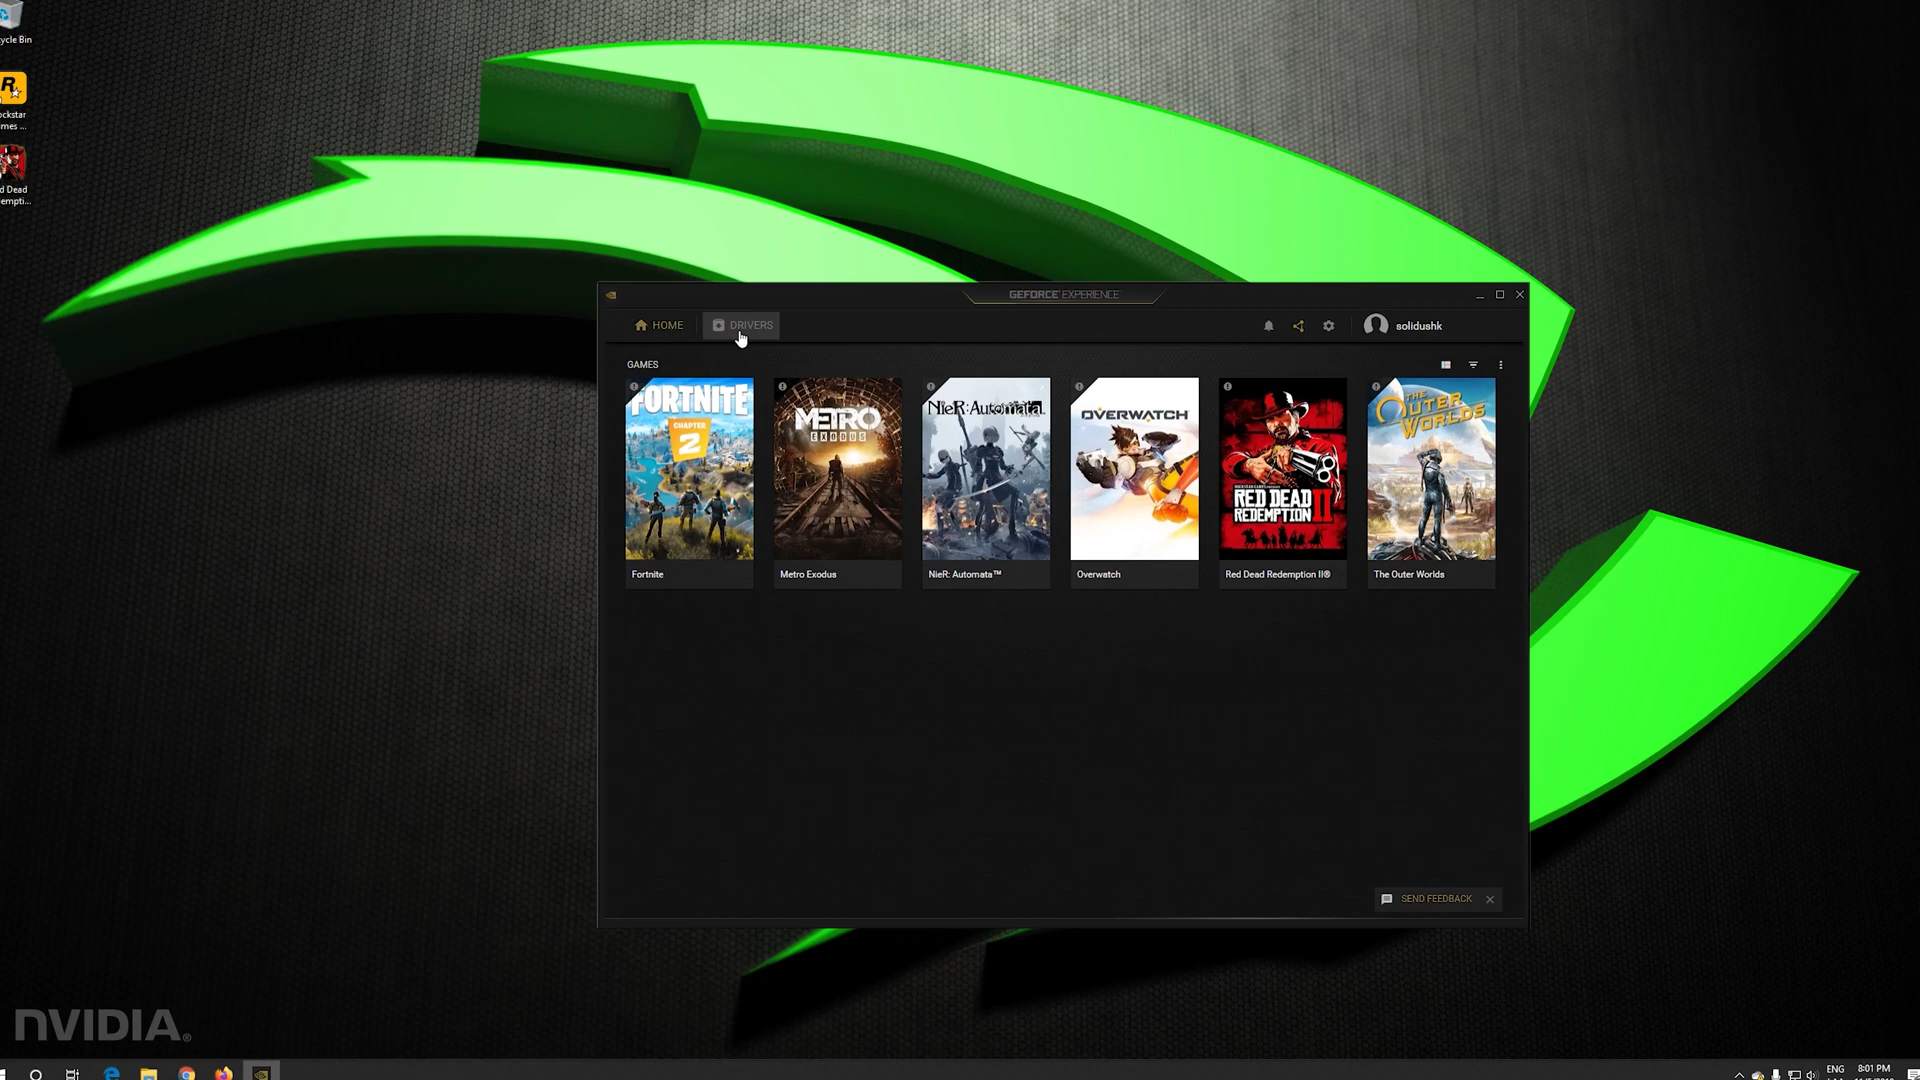 ycle Bin
ockstar
mes ...
d Dead
empti...
GEFORCE EXPERIENCE
HOME
DRIVERS
solidushk
GAMES
FORTNITE
CHAPTER
2
METRO
EXODUS
NieR:Automata
OVERWATCH
RED DEAD
REDEMPTION II
THE
OUTER
WORLDS
Fortnite
Metro Exodus
NieR: Automata™
Overwatch
Red Dead Redemption II®
The Outer Worlds
SEND FEEDBACK
NVIDIA®
ENG
8:01 PM